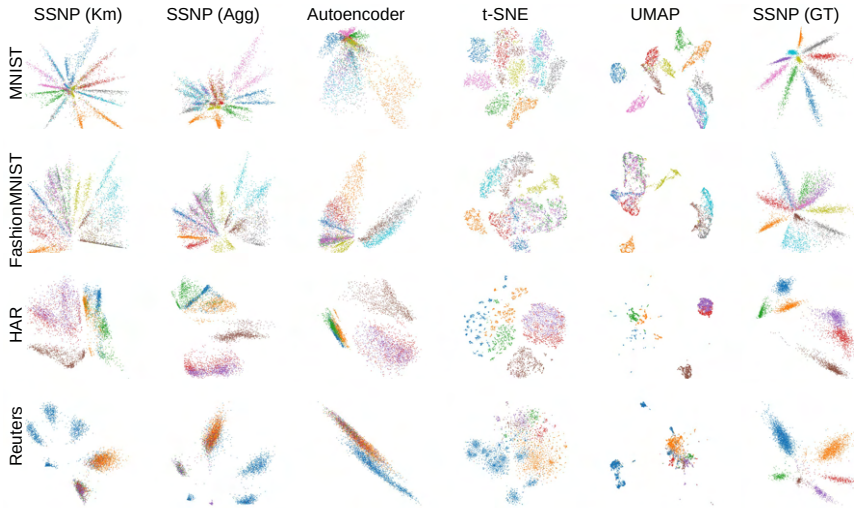 SSNP (Km) SSNP (Agg) Autoencoder t-SNE UMAP SSNP (GT)
MNIST
FashionMNIST
HAR
Reuters